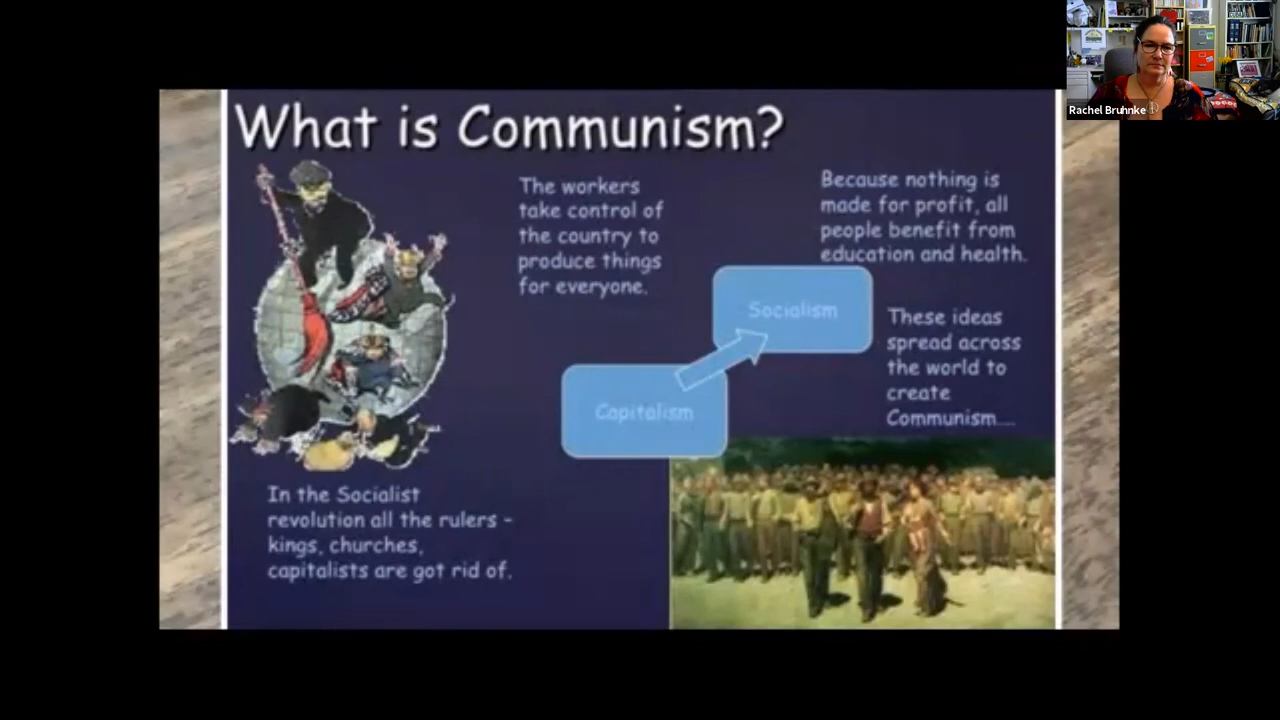 What is Communism?
The workers
take control of
the country to
produce things
for everyone.
Because nothing is
made for profit, all
people benefit from
education and health.
Socialism
These ideas
spread across
the world to
create
Communism....
Capitalism
In the Socialist
revolution all the rulers –
kings, churches,
capitalists are got rid of.
Rachel Bruhnke